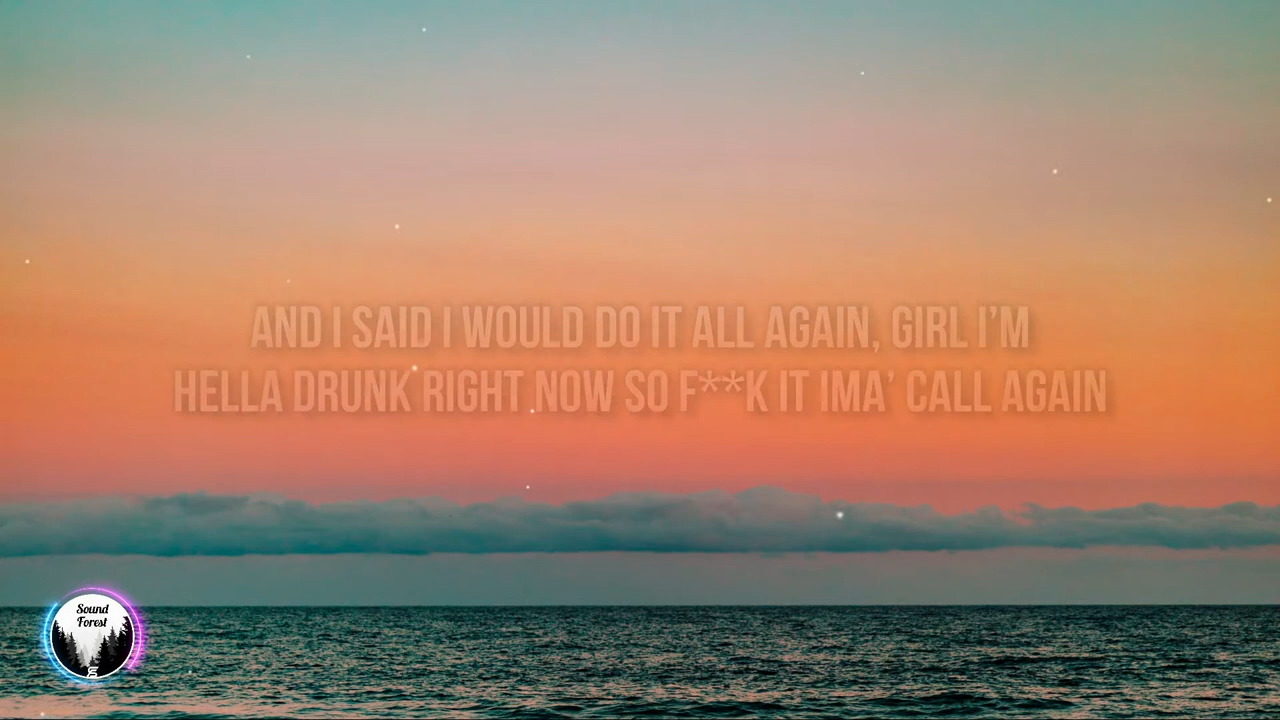 AND I SAID I WOULD DO IT ALL AGAIN, GIRL I'M
HELLA DRUNK RIGHT NOW SO F**K IT IMA' CALL AGAIN
Sound
Forest